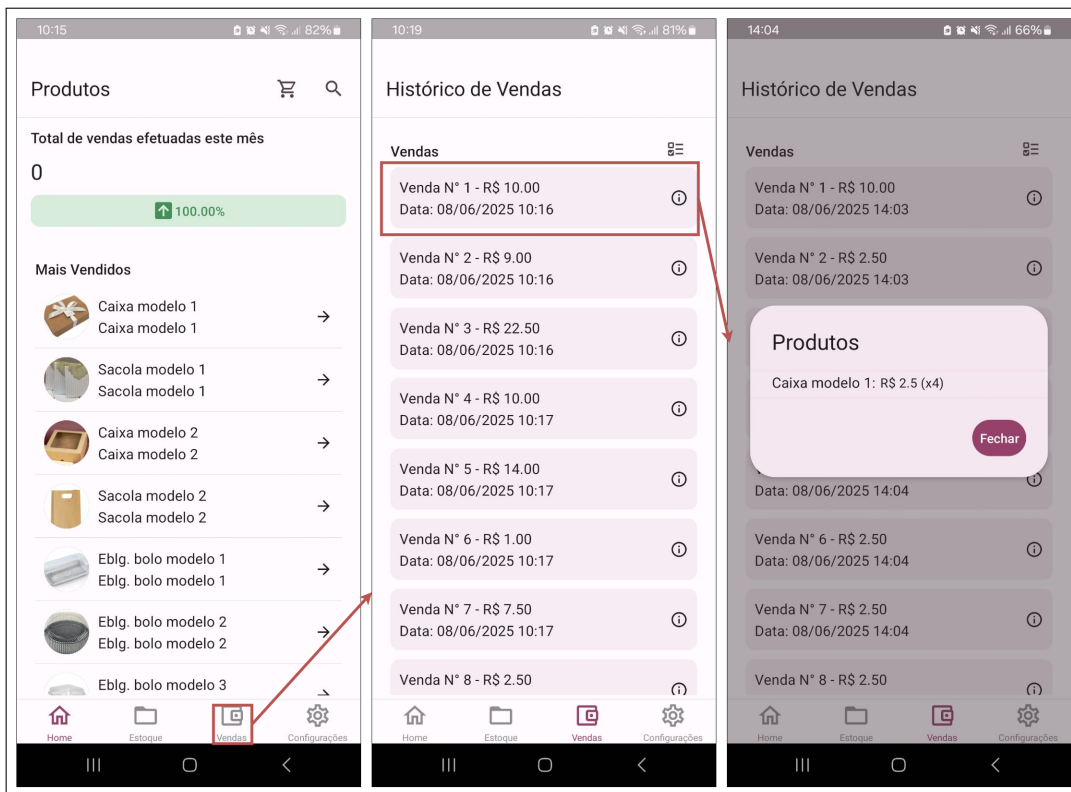 10:15
82%
Produtos
Total de vendas efetuadas este mês
0
100.00%
Mais Vendidos
Caixa modelo 1
Caixa modelo 1
Sacola modelo 1
Sacola modelo 1
Caixa modelo 2
Caixa modelo 2
Sacola modelo 2
Sacola modelo 2
Eblg. bolo modelo 1
Eblg. bolo modelo 1
Eblg. bolo modelo 2
Eblg. bolo modelo 2
Eblg. bolo modelo 3
Home Estoque Vendas Configurações
10:19
81%
Histórico de Vendas
Vendas
Venda N° 1 - R$ 10.00
Data: 08/06/2025 10:16
Venda N° 2 - R$ 9.00
Data: 08/06/2025 10:16
Venda N° 3 - R$ 22.50
Data: 08/06/2025 10:16
Venda N° 4 - R$ 10.00
Data: 08/06/2025 10:17
Venda N° 5 - R$ 14.00
Data: 08/06/2025 10:17
Venda N° 6 - R$ 1.00
Data: 08/06/2025 10:17
Venda N° 7 - R$ 7.50
Data: 08/06/2025 10:17
Venda N° 8 - R$ 2.50
Home Estoque Vendas Configurações
14:04
66%
Histórico de Vendas
Vendas
Venda N° 1 - R$ 10.00
Data: 08/06/2025 14:03
Venda N° 2 - R$ 2.50
Data: 08/06/2025 14:03
Produtos
Caixa modelo 1: R$ 2.5 (x4)
Fechar
Data: 08/06/2025 14:04
Venda N° 6 - R$ 2.50
Data: 08/06/2025 14:04
Venda N° 7 - R$ 2.50
Data: 08/06/2025 14:04
Venda N° 8 - R$ 2.50
Home Estoque Vendas Configurações